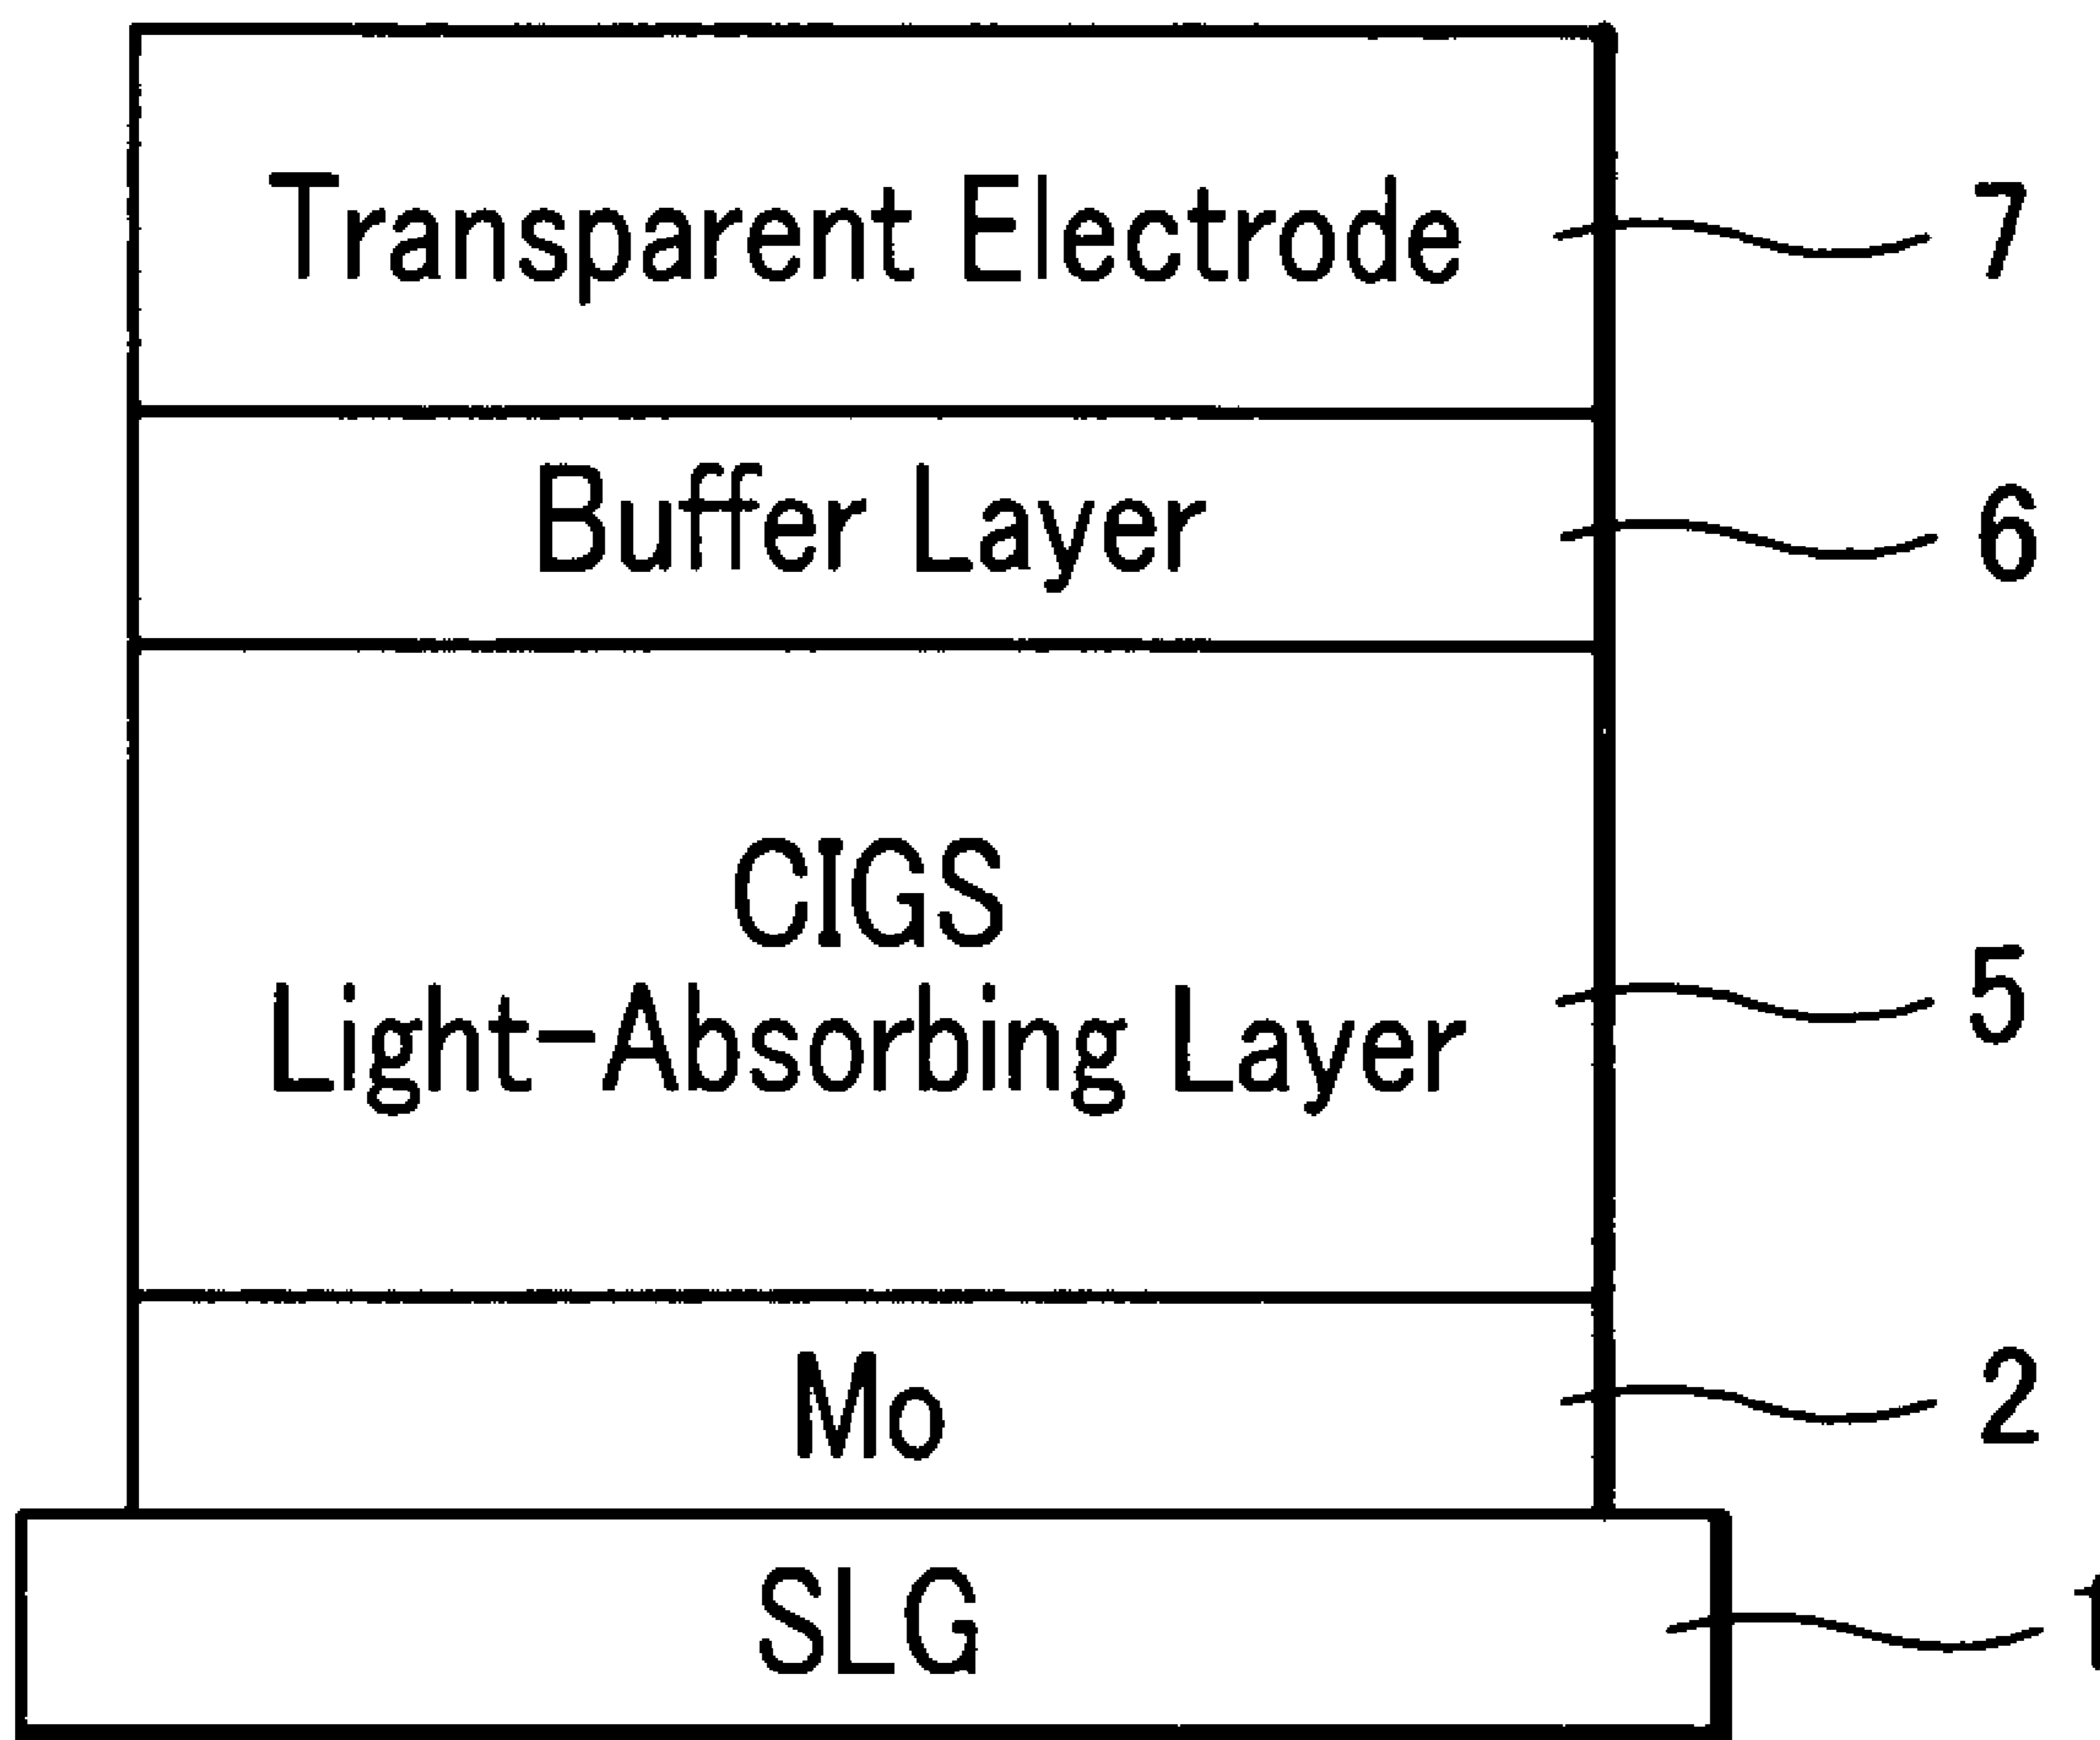 Transparent Electrode 7
Buffer Layer 6
CIGS
Light-Absorbing Layer 5
Mo 2
SLG 1